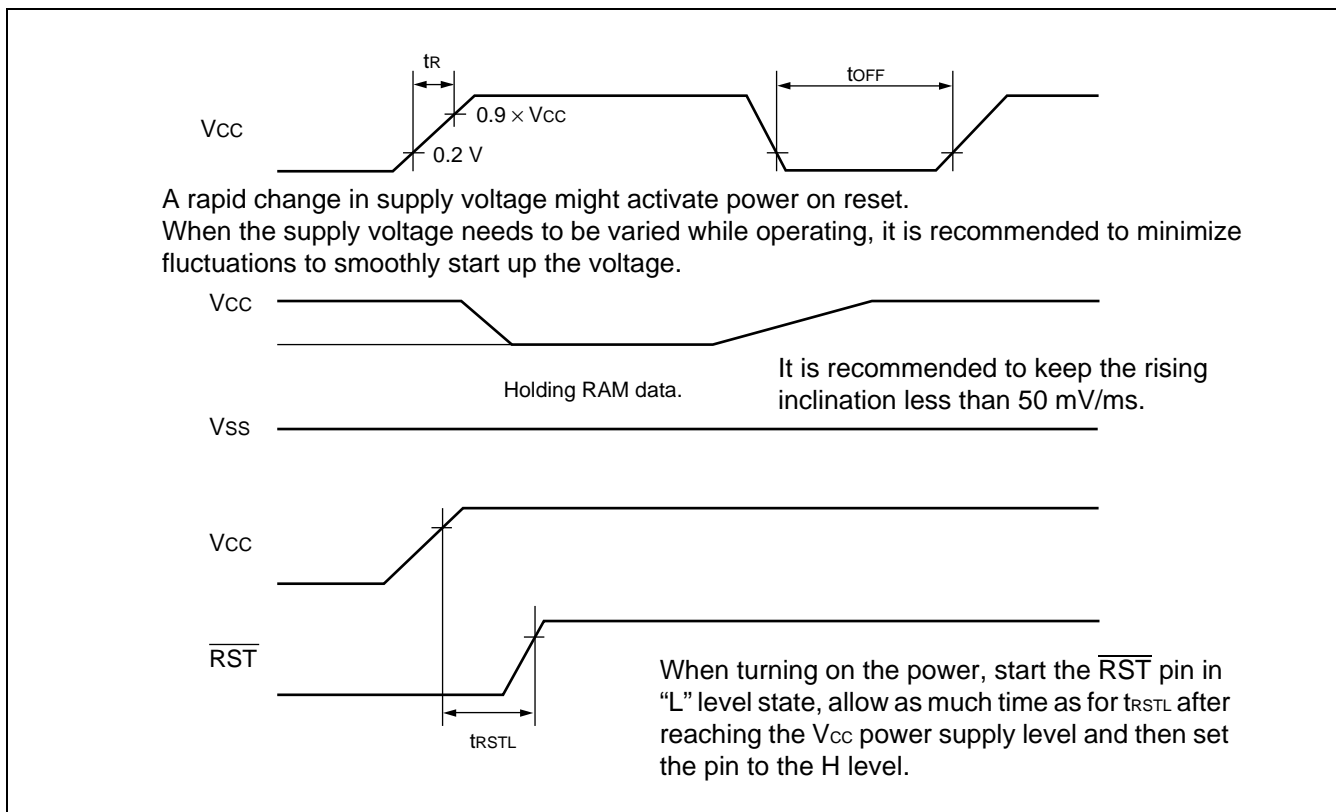 tR
tOFF
VCC
0.9 × VCC
0.2 V
A rapid change in supply voltage might activate power on reset.
When the supply voltage needs to be varied while operating, it is recommended to minimize
fluctuations to smoothly start up the voltage.
VCC
It is recommended to keep the rising
inclination less than 50 mV/ms.
Holding RAM data.
VSS
VCC
RST
When turning on the power, start the RST pin in
“L” level state, allow as much time as for tRSTL after
reaching the VCC power supply level and then set
the pin to the H level.
tRSTL